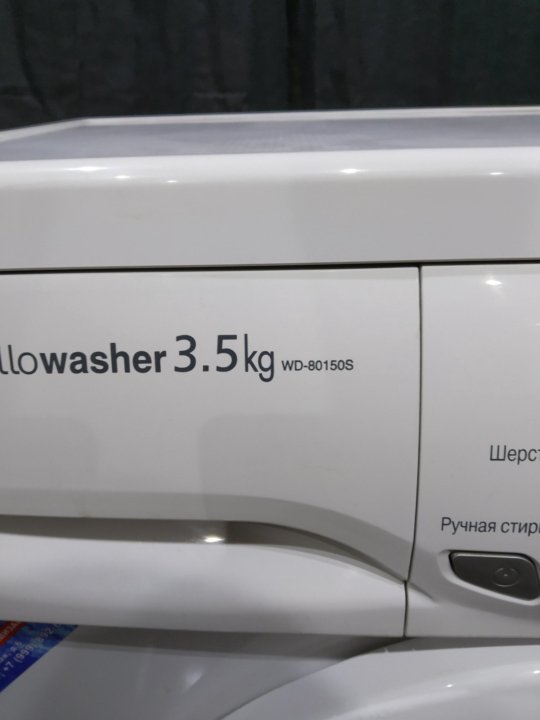 llowasher 3.5kg WD-80150S
Шерст
Ручная стир